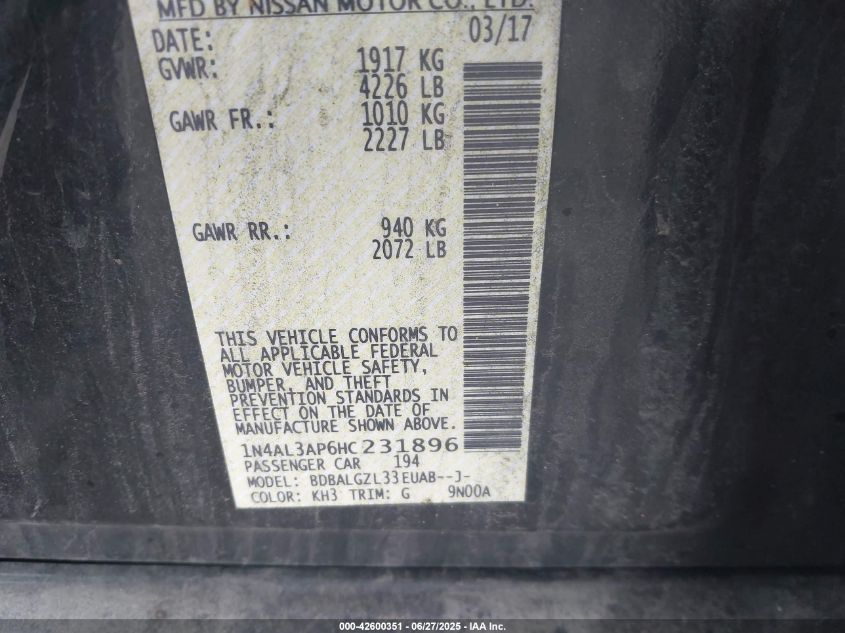 MFD BY NISSAN MOTOR CO., LTD.
DATE: 03/17
GVWR: 1917 KG
4226 LB
GAWR FR.: 1010 KG
2227 LB
GAWR RR.: 940 KG
2072 LB
THIS VEHICLE CONFORMS TO
ALL APPLICABLE FEDERAL
MOTOR VEHICLE SAFETY,
BUMPER, AND THEFT
PREVENTION STANDARDS IN
EFFECT ON THE DATE OF
MANUFACTURE SHOWN ABOVE.
1N4AL3AP6HC231896
PASSENGER CAR 194
MODEL: BDBALGZL33EUAB--J-
COLOR: KH3 TRIM: G 9N00A
000-42600351 | 06/27/2025 - IAA Inc.